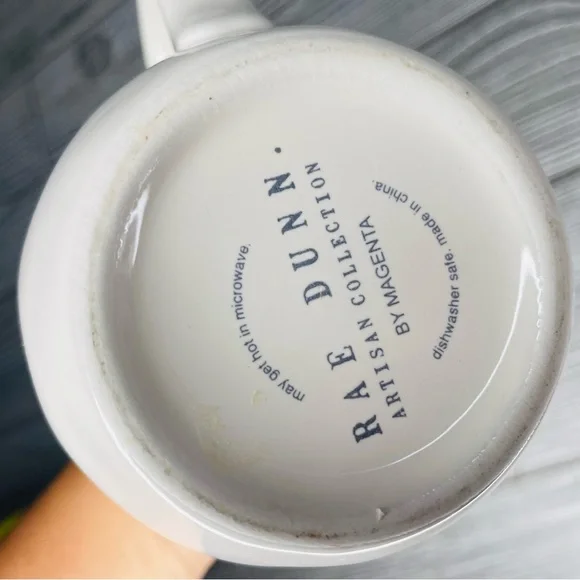 may get hot in microwave.
RAE DUNN.
ARTISAN COLLECTION
BY MAGENTA
dishwasher safe. made in china.